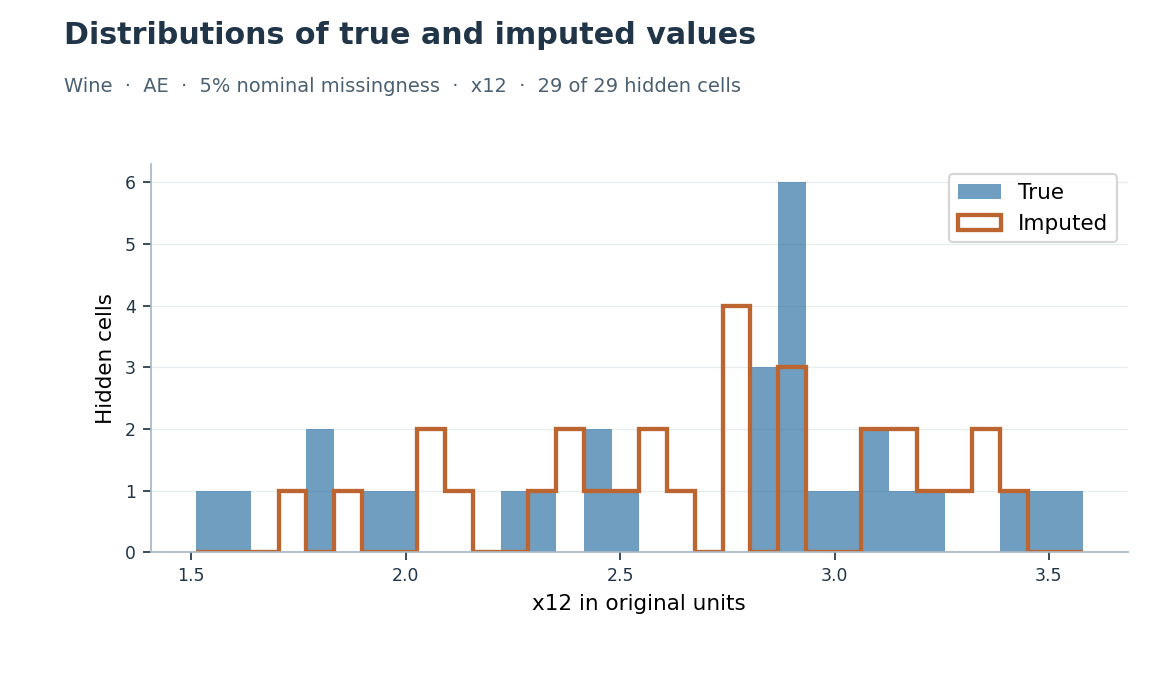 Distributions of true and imputed values
Wine · AE · 5% nominal missingness · x12 · 29 of 29 hidden cells
True
Imputed
Hidden cells
6
5
4
3
2
1
0
1.5
2.0
2.5
3.0
3.5
x12 in original units